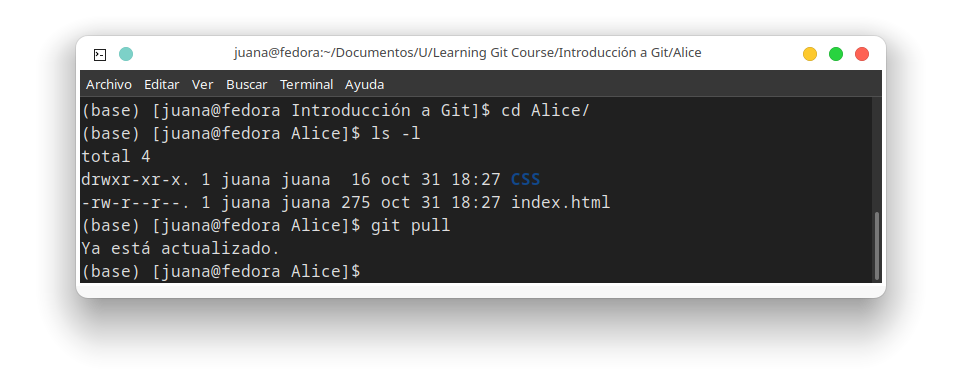 juana@fedora:~/Documentos/U/Learning Git Course/Introducción a Git/Alice
Archivo Editar Ver Buscar Terminal Ayuda
(base) [juana@fedora Introducción a Git]$ cd Alice/
(base) [juana@fedora Alice]$ ls -l
total 4
drwxr-xr-x. 1 juana juana  16 oct 31 18:27 CSS
-rw-r--r--. 1 juana juana 275 oct 31 18:27 index.html
(base) [juana@fedora Alice]$ git pull
Ya está actualizado.
(base) [juana@fedora Alice]$